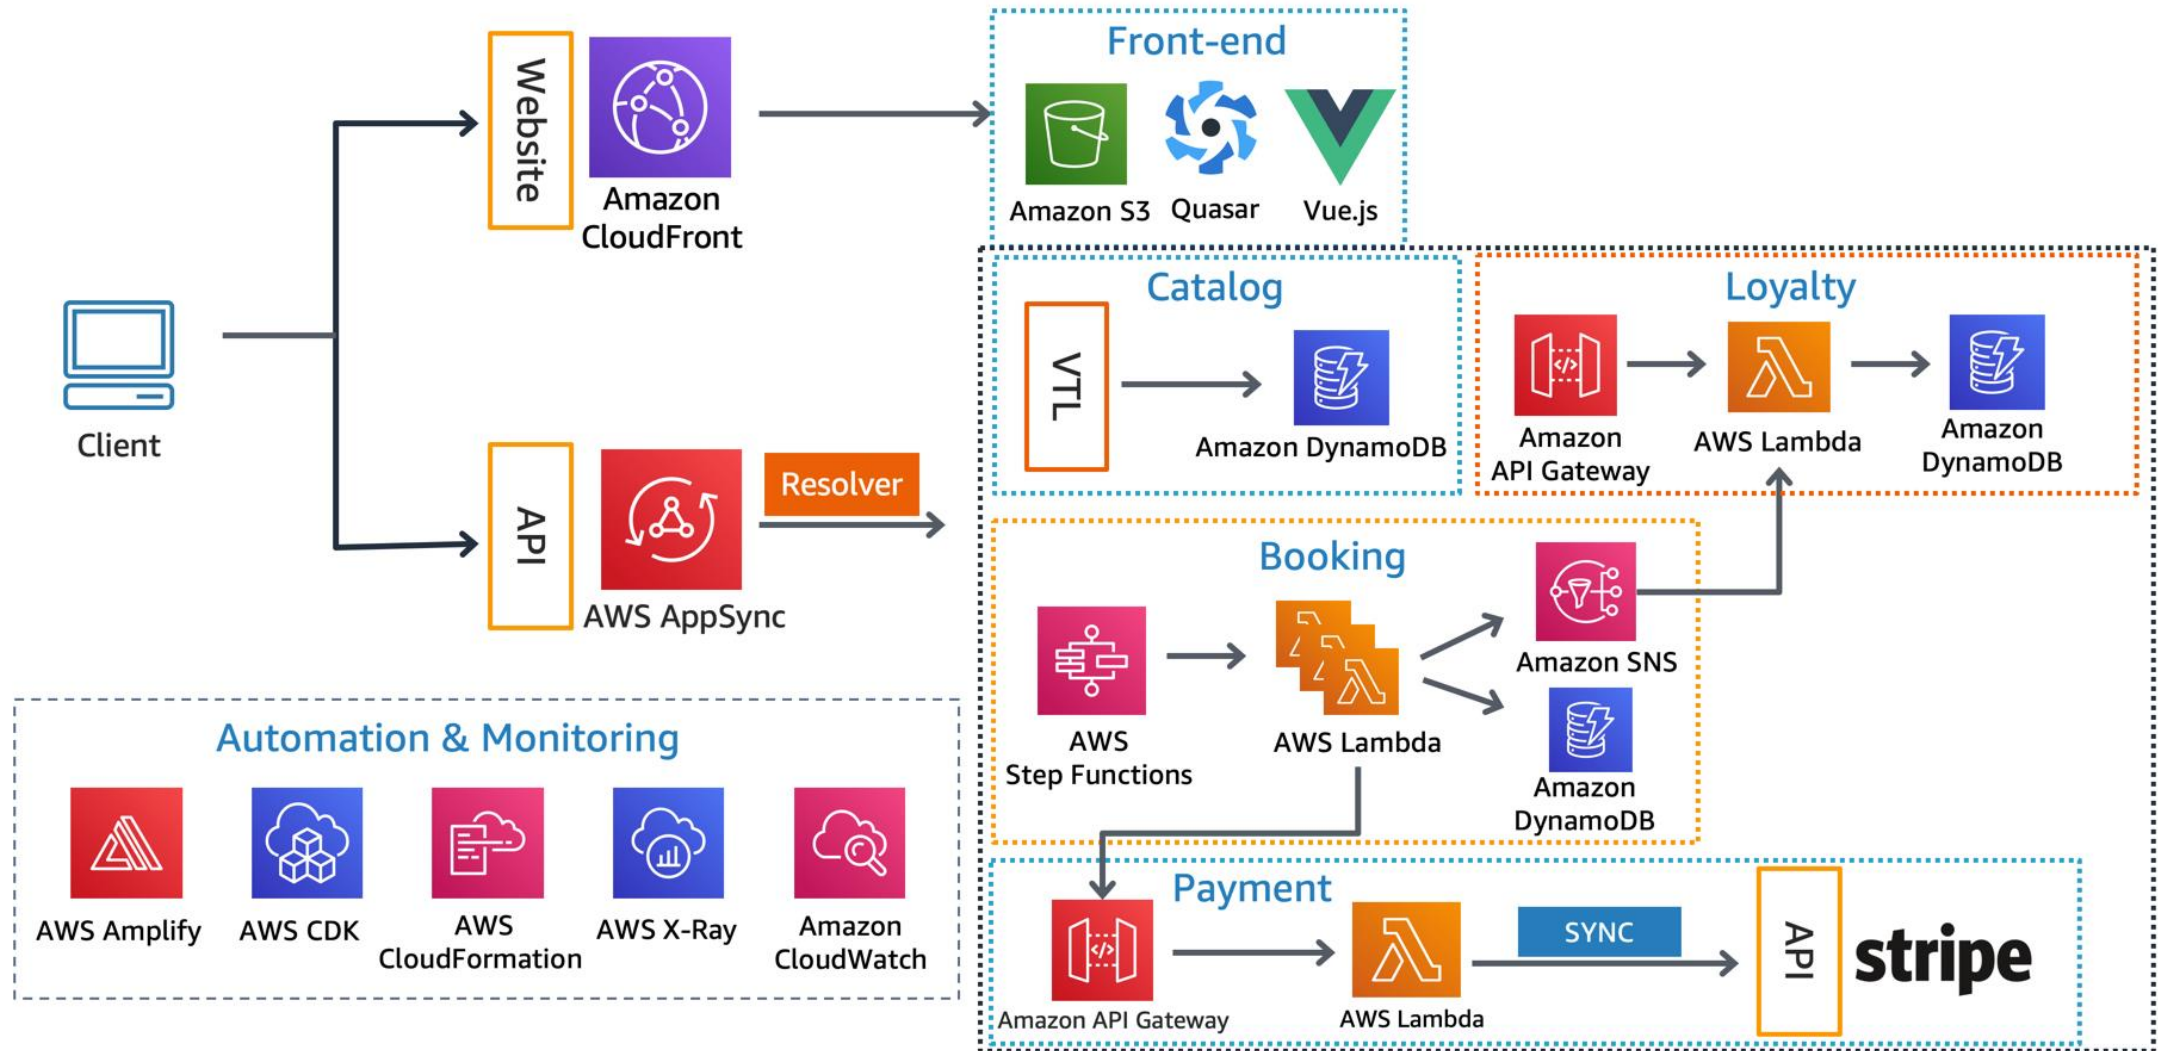 Website
Amazon
CloudFront
Front-end
Amazon S3
Quasar
Vue.js
Client
API
AWS AppSync
Resolver
Catalog
VTL
Amazon DynamoDB
Loyalty
Amazon
API Gateway
AWS Lambda
Amazon
DynamoDB
Booking
AWS
Step Functions
AWS Lambda
Amazon SNS
Amazon
DynamoDB
Automation & Monitoring
AWS Amplify
AWS CDK
AWS
CloudFormation
AWS X-Ray
Amazon
CloudWatch
Payment
Amazon API Gateway
AWS Lambda
SYNC
API
stripe